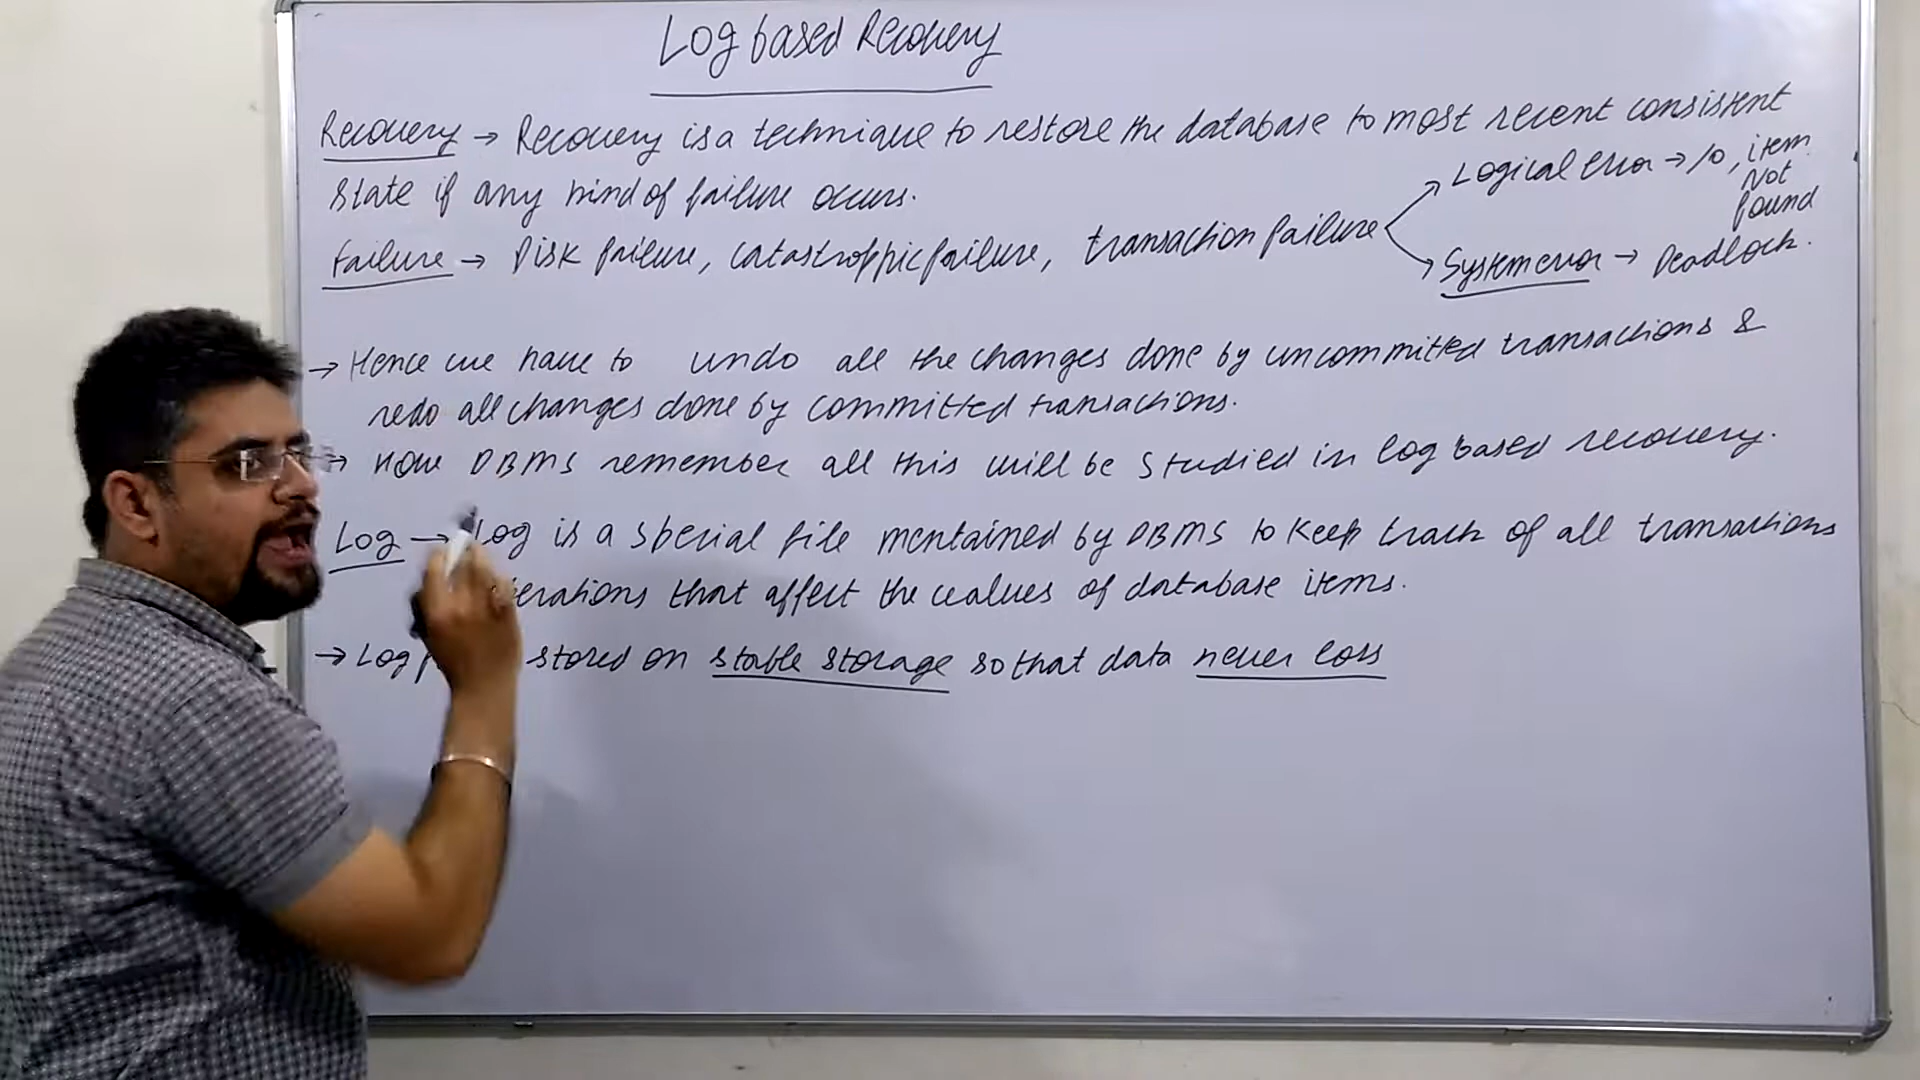 Log based Recovery
Recovery → Recovery is a technique to restore the database to most recent consistent
state if any kind of failure occurs.
Failure → Disk failure, catastroppic failure, transaction failure
Logical error → /0, item
not
found
System error → Deadlock.
→ Hence we have to undo all the changes done by uncommitted transactions &
redo all changes done by committed transactions.
→ How DBMS remember all this will be studied in log based recovery.
Log → Log is a special file mentained by DBMS to keep track of all transactions
that affect the values of database items.
→ Log stored on stable storage so that data never loss